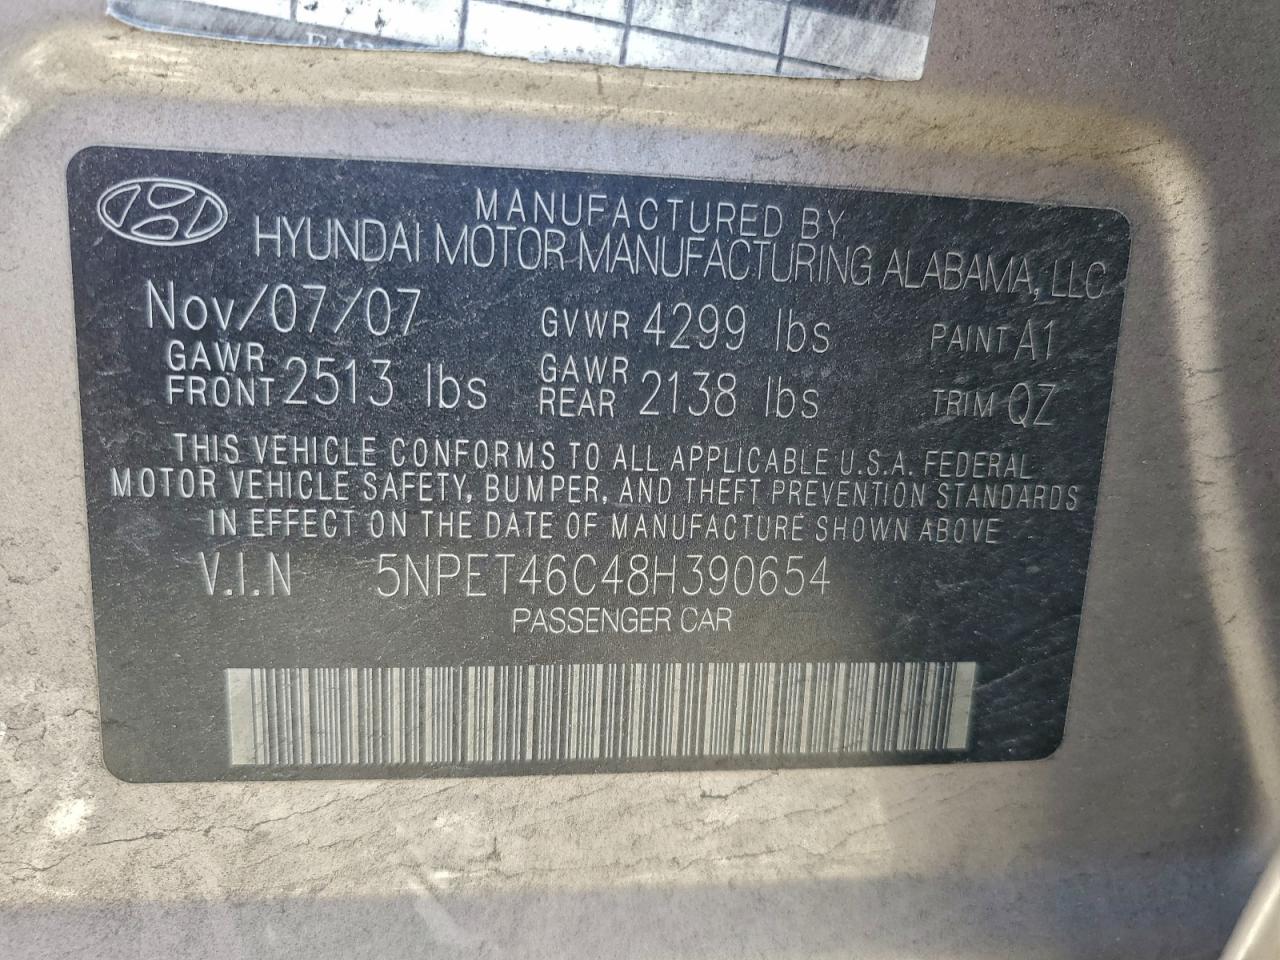 MANUFACTURED BY
HYUNDAI MOTOR MANUFACTURING ALABAMA, LLC
Nov/07/07 GVWR 4299 lbs PAINT A1
GAWR FRONT 2513 lbs GAWR REAR 2138 lbs TRIM QZ
THIS VEHICLE CONFORMS TO ALL APPLICABLE U.S.A. FEDERAL
MOTOR VEHICLE SAFETY, BUMPER, AND THEFT PREVENTION STANDARDS
IN EFFECT ON THE DATE OF MANUFACTURE SHOWN ABOVE
V.I.N 5NPET46C48H390654
PASSENGER CAR